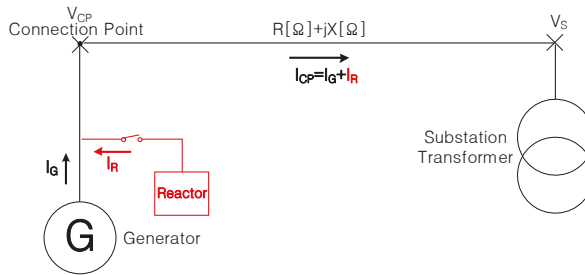 V_CP
Connection Point
R[Ω]+jX[Ω]
V_S
I_CP=I_G+I_R
Substation
Transformer
I_G
I_R
Reactor
G
Generator